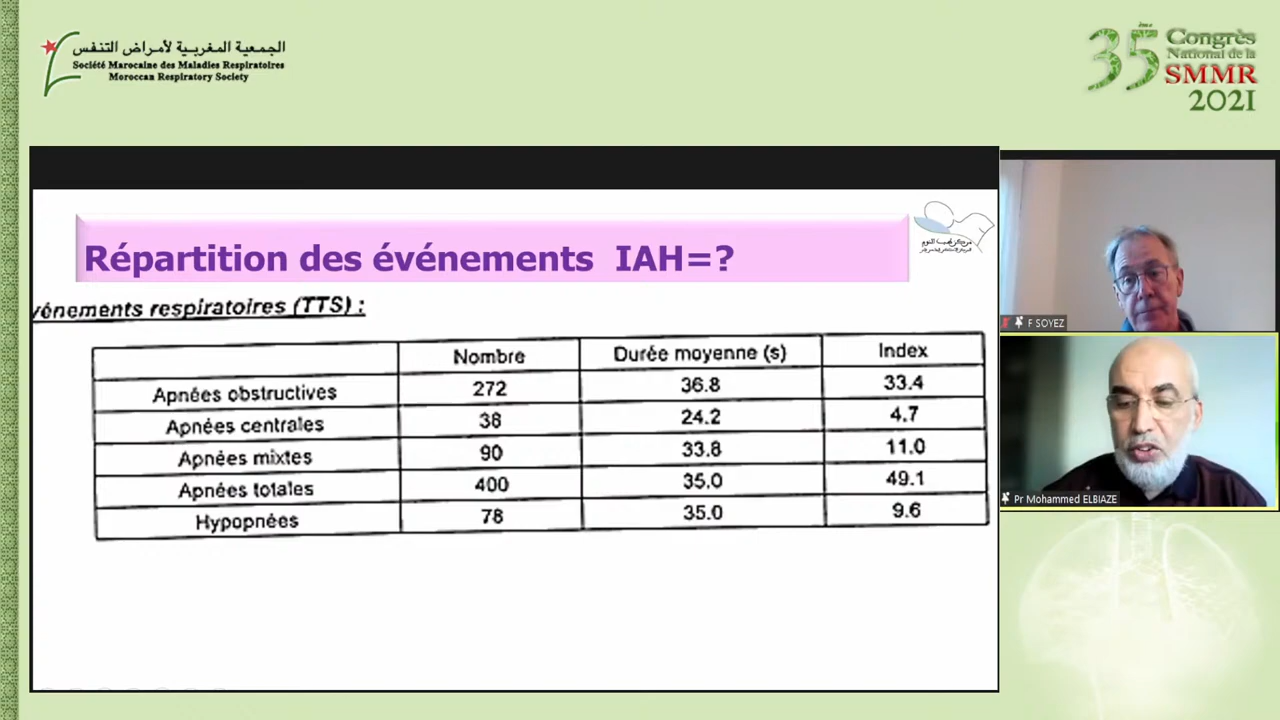 الجمعية المغربية لأمراض التنفس
Société Marocaine des Maladies Respiratoires
Moroccan Respiratory Society
35ème Congrès
National de la
SMMR
2021
Répartition des événements IAH=?
vénements respiratoires (TTS) :
Nombre Durée moyenne (s) Index
Apnées obstructives 272 36.8 33.4
Apnées centrales 38 24.2 4.7
Apnées mixtes 90 33.8 11.0
Apnées totales 400 35.0 49.1
Hypopnées 78 35.0 9.6
F SOYEZ
Pr Mohammed ELBIAZE